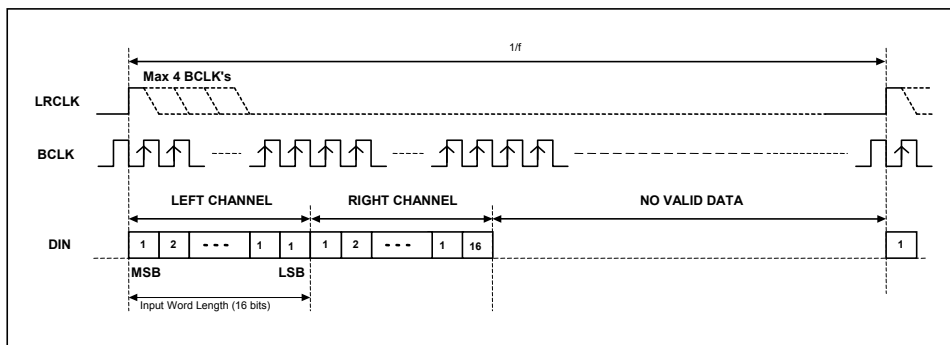 1/f
Max 4 BCLK's
LRCLK
BCLK
LEFT CHANNEL RIGHT CHANNEL NO VALID DATA
DIN 1 2 --- 1 1 1 2 --- 1 16 1
MSB LSB
Input Word Length (16 bits)